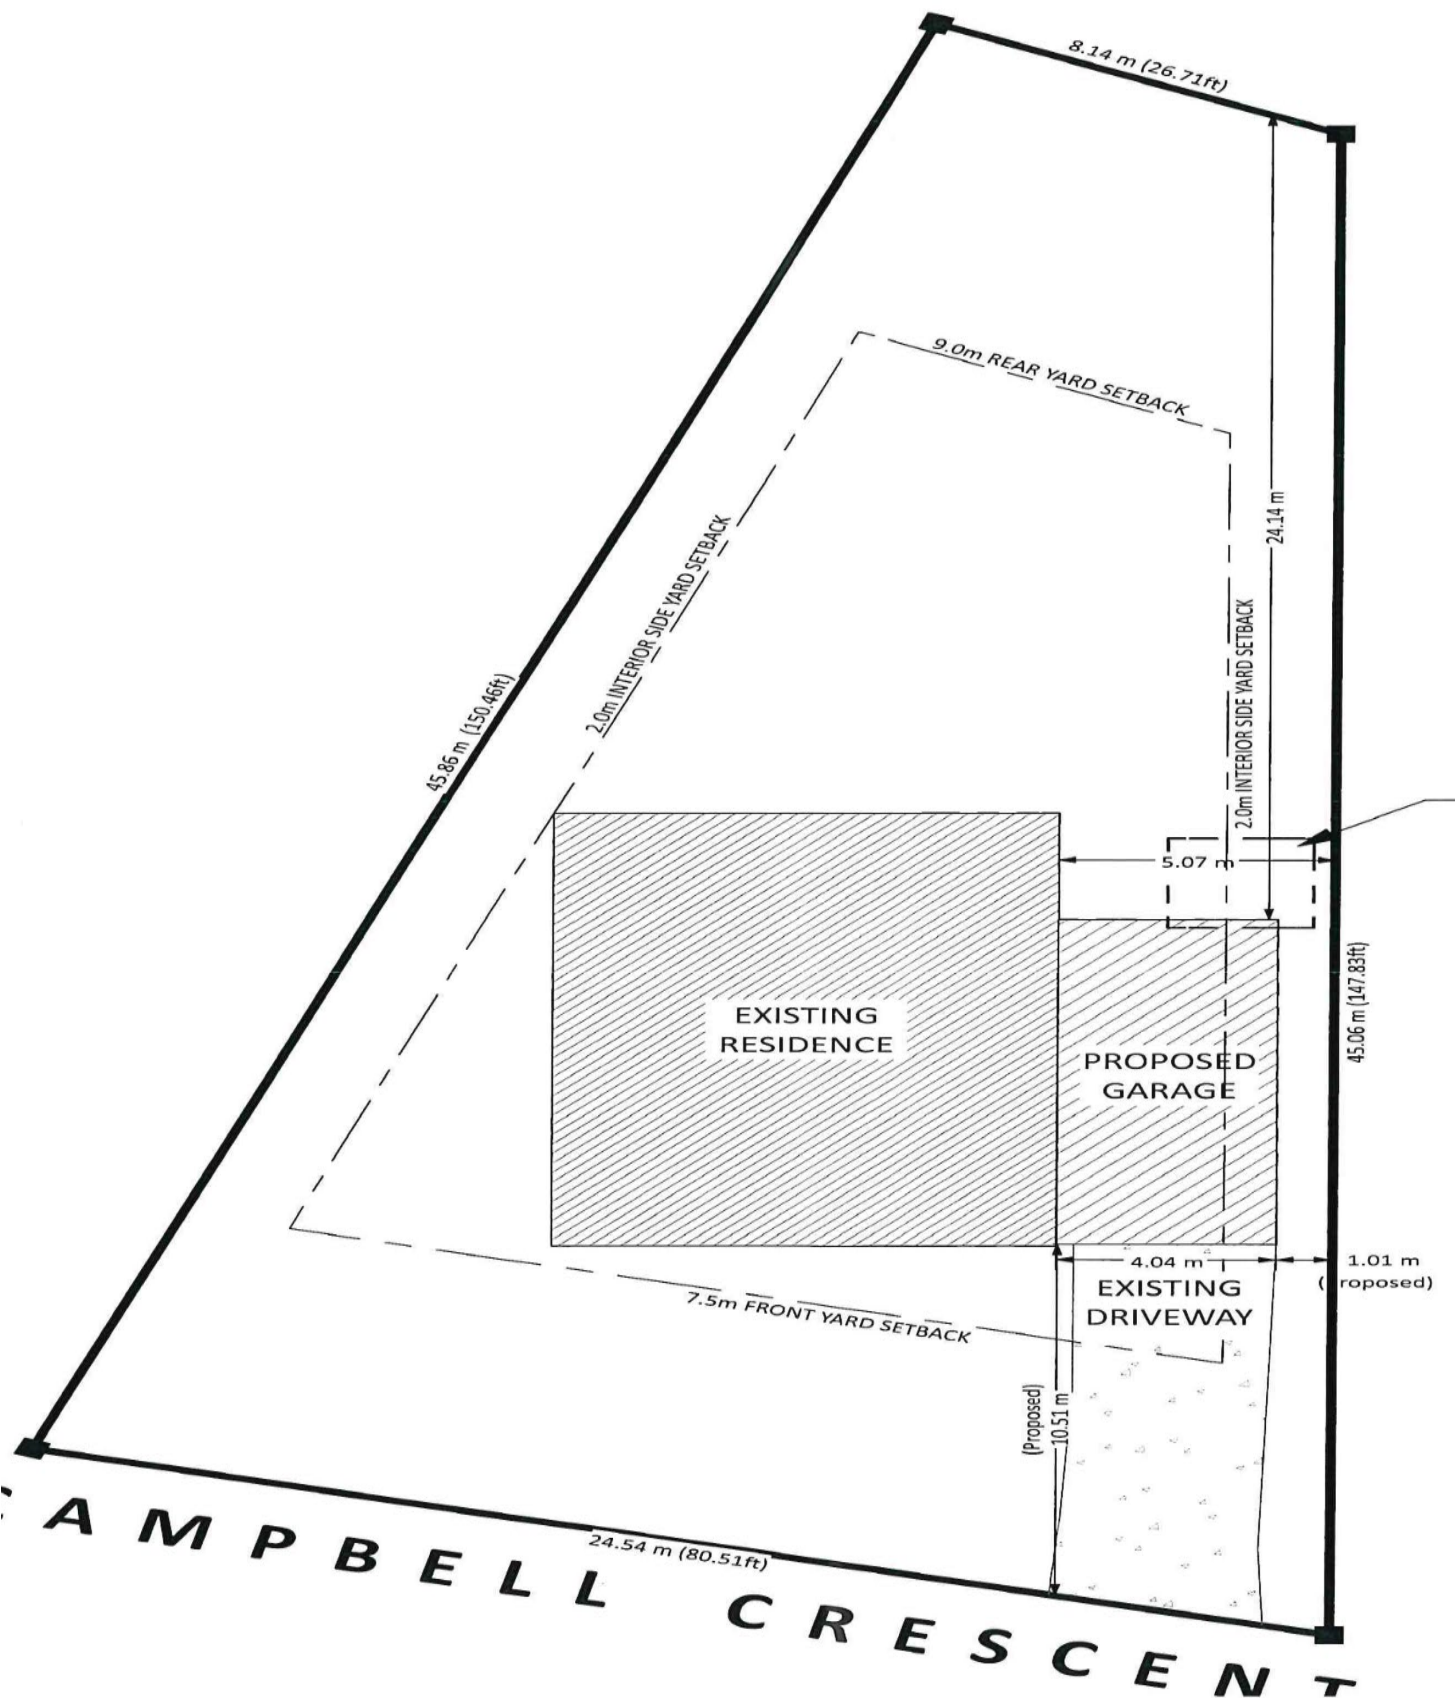 8.14 m (26.71ft)
9.0m REAR YARD SETBACK
24.14 m
2.0m INTERIOR SIDE YARD SETBACK
2.0m INTERIOR SIDE YARD SETBACK
45.86 m (150.46ft)
5.07 m
45.06 m (147.83ft)
EXISTING
RESIDENCE
PROPOSED
GARAGE
4.04 m
1.01 m
( roposed)
EXISTING
DRIVEWAY
7.5m FRONT YARD SETBACK
(Proposed)
10.51 m
24.54 m (80.51ft)
CAMPBELL CRESCENT